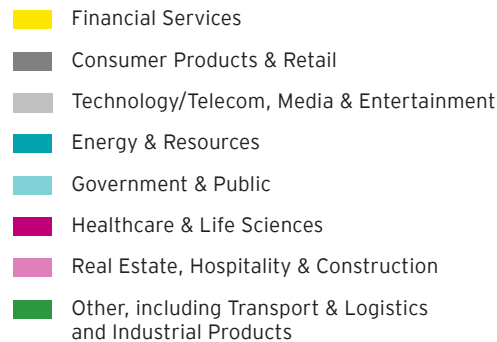 Financial Services
Consumer Products & Retail
Technology/Telecom, Media & Entertainment
Energy & Resources
Government & Public
Healthcare & Life Sciences
Real Estate, Hospitality & Construction
Other, including Transport & Logistics
and Industrial Products